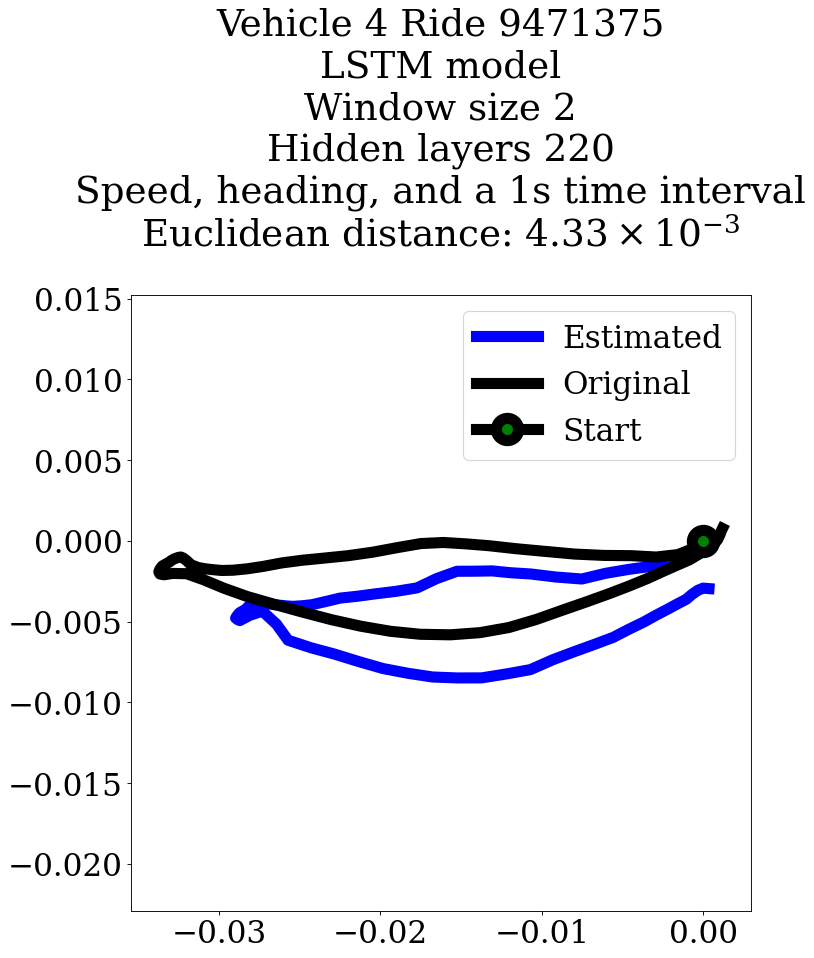 Vehicle 4 Ride 9471375
LSTM model
Window size 2
Hidden layers 220
Speed, heading, and a 1s time interval
Euclidean distance: 4.33 × 10⁻³
0.015
0.010
0.005
0.000
−0.005
−0.010
−0.015
−0.020
Estimated
Original
Start
−0.03 −0.02 −0.01 0.00